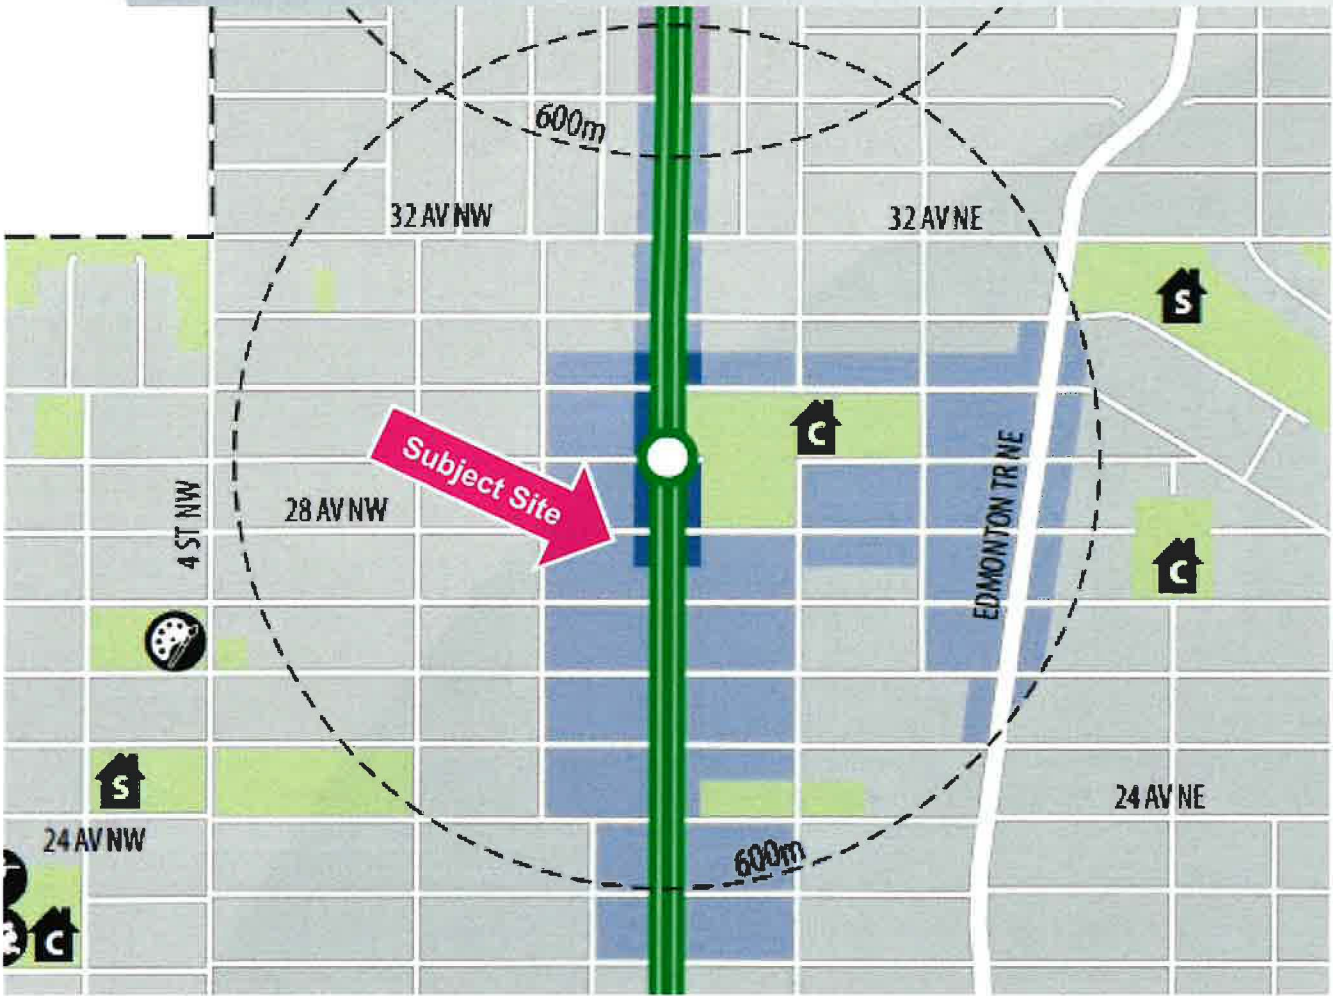 600m
32 AV NW
32 AV NE
S
C
Subject Site
28 AV NW
4 ST NW
EDMONTON TR NE
C
S
24 AV NE
24 AV NW
600m
C